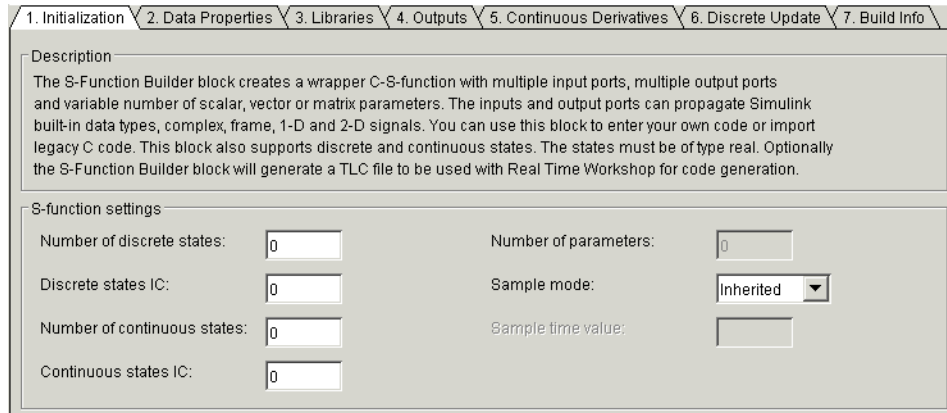 1. Initialization 2. Data Properties 3. Libraries 4. Outputs 5. Continuous Derivatives 6. Discrete Update 7. Build Info
Description
The S-Function Builder block creates a wrapper C-S-function with multiple input ports, multiple output ports
and variable number of scalar, vector or matrix parameters. The inputs and output ports can propagate Simulink
built-in data types, complex, frame, 1-D and 2-D signals. You can use this block to enter your own code or import
legacy C code. This block also supports discrete and continuous states. The states must be of type real. Optionally
the S-Function Builder block will generate a TLC file to be used with Real Time Workshop for code generation.
S-function settings
Number of discrete states: 0 Number of parameters: 0
Discrete states IC: 0 Sample mode: Inherited
Number of continuous states: 0 Sample time value:
Continuous states IC: 0